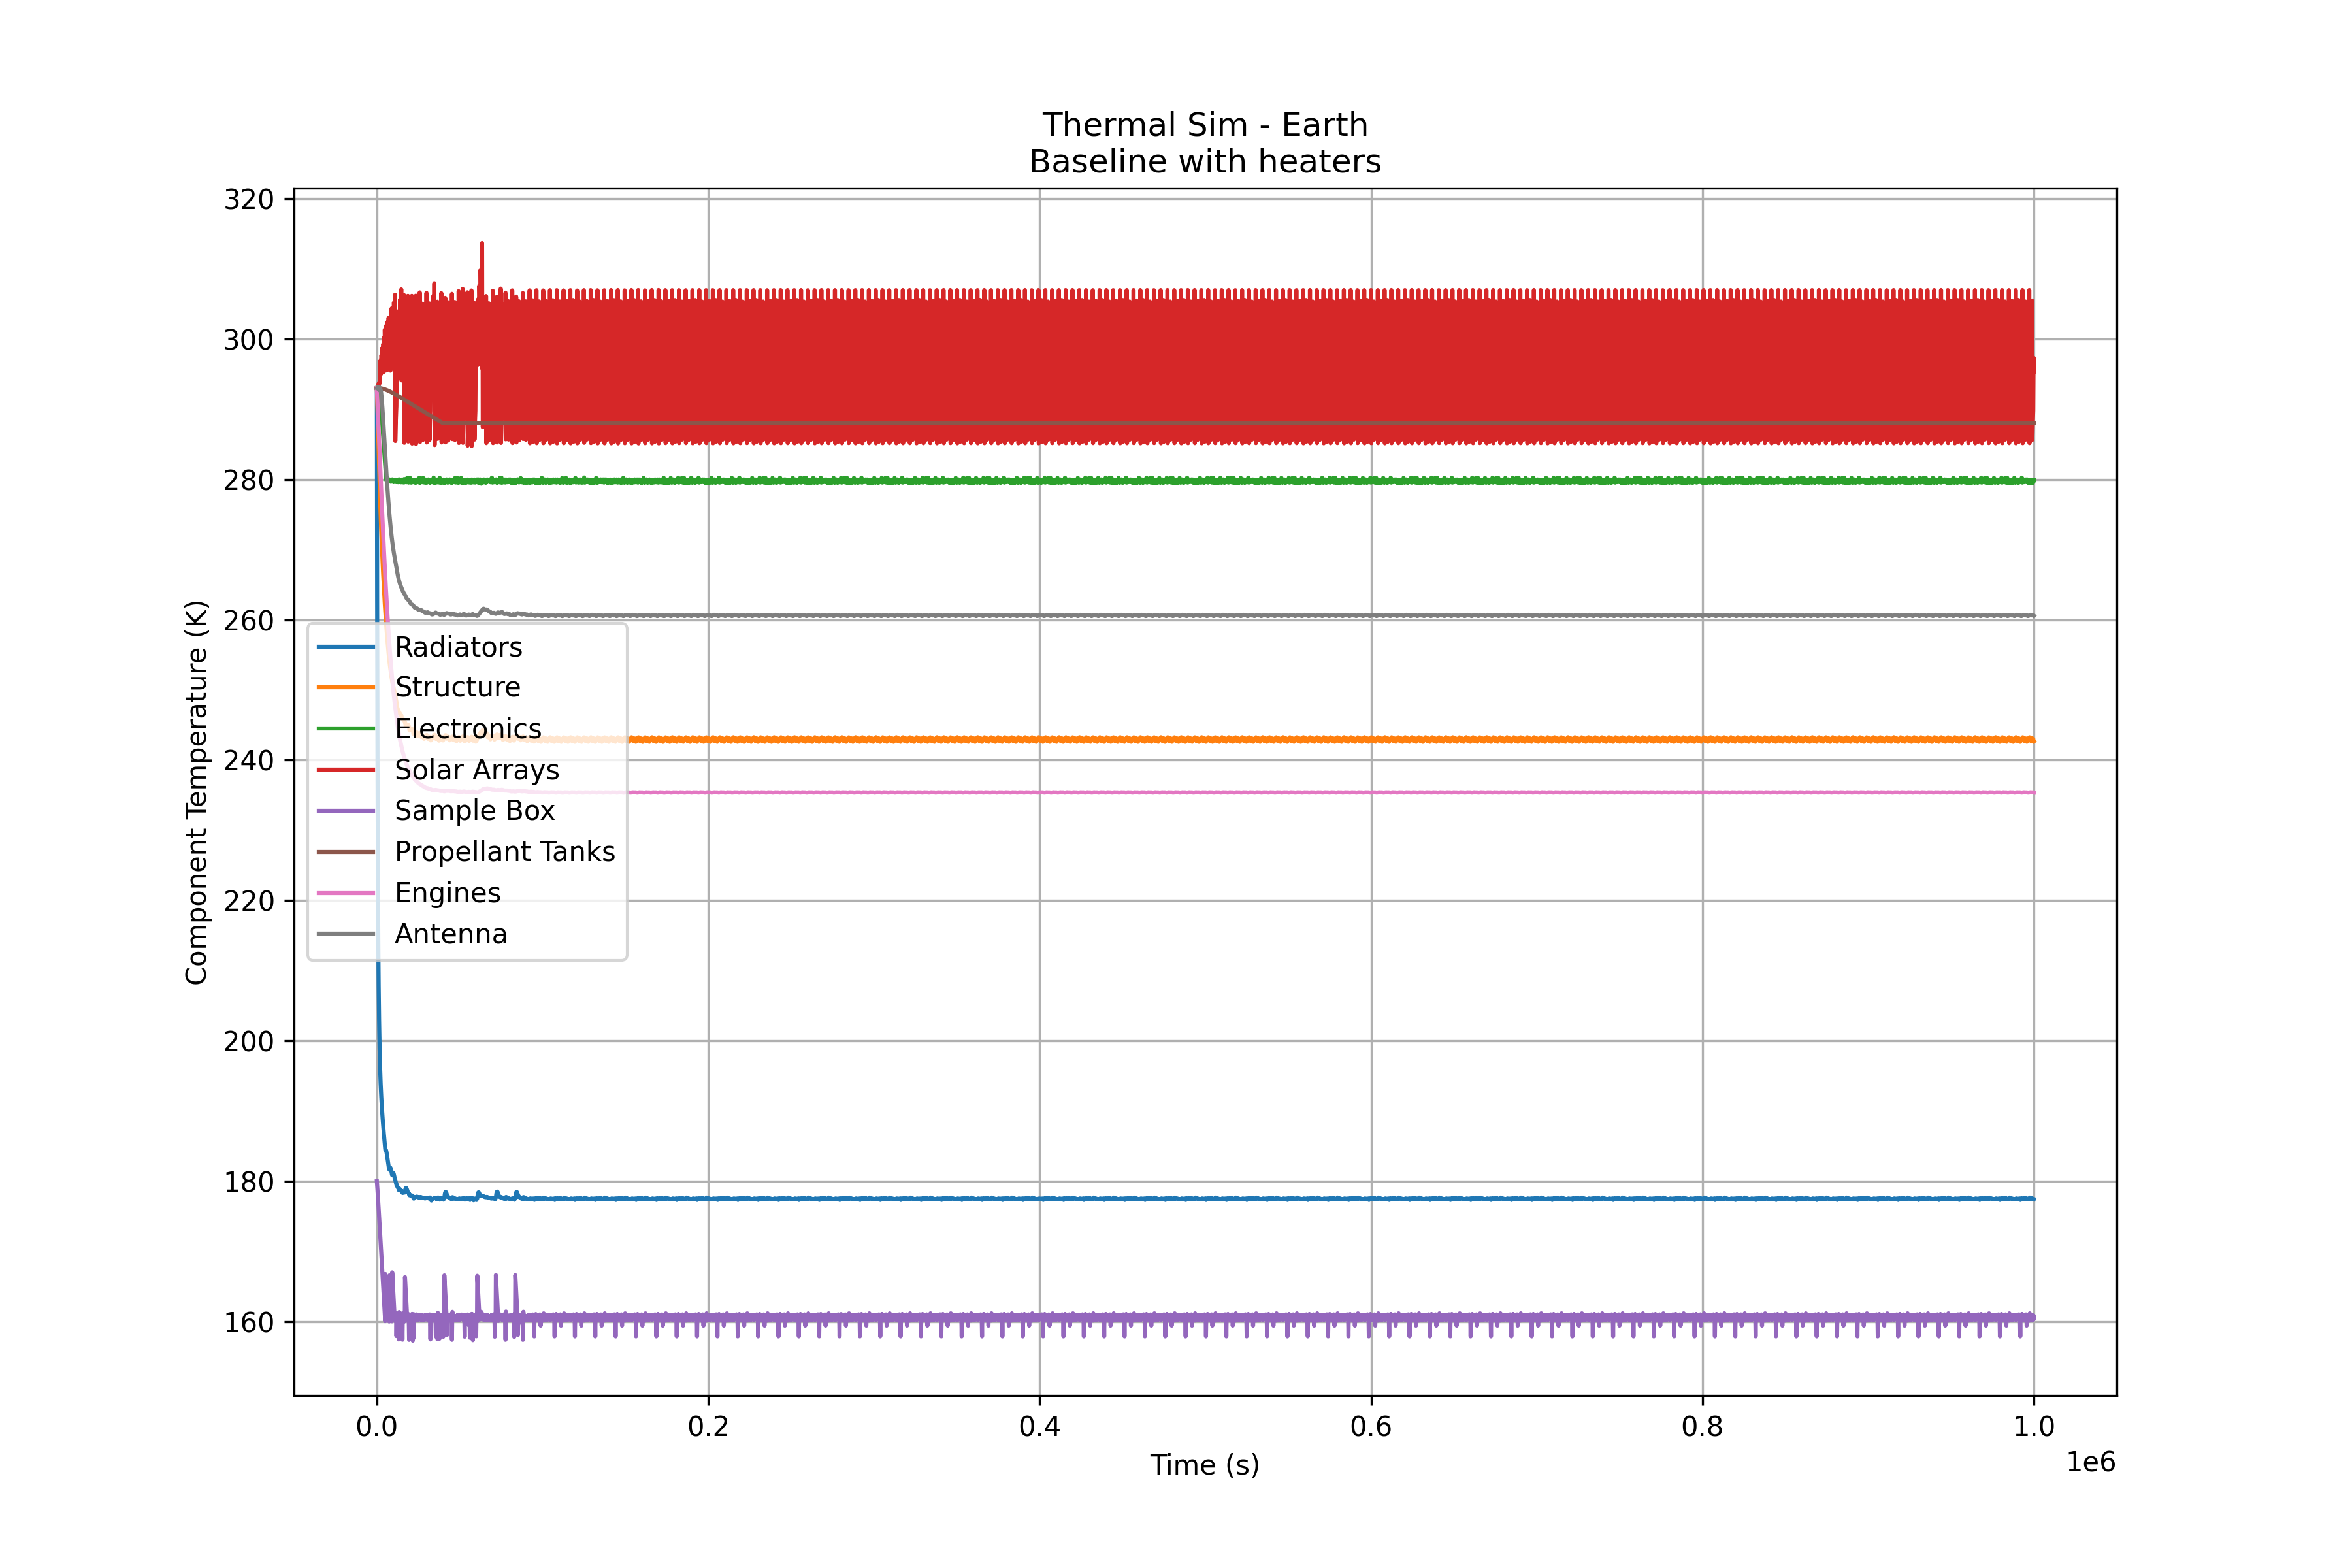 Thermal Sim - Earth
Baseline with heaters
Component Temperature (K)
320
300
280
260
240
220
200
180
160
Radiators
Structure
Electronics
Solar Arrays
Sample Box
Propellant Tanks
Engines
Antenna
0.0
0.2
0.4
0.6
0.8
1.0
1e6
Time (s)